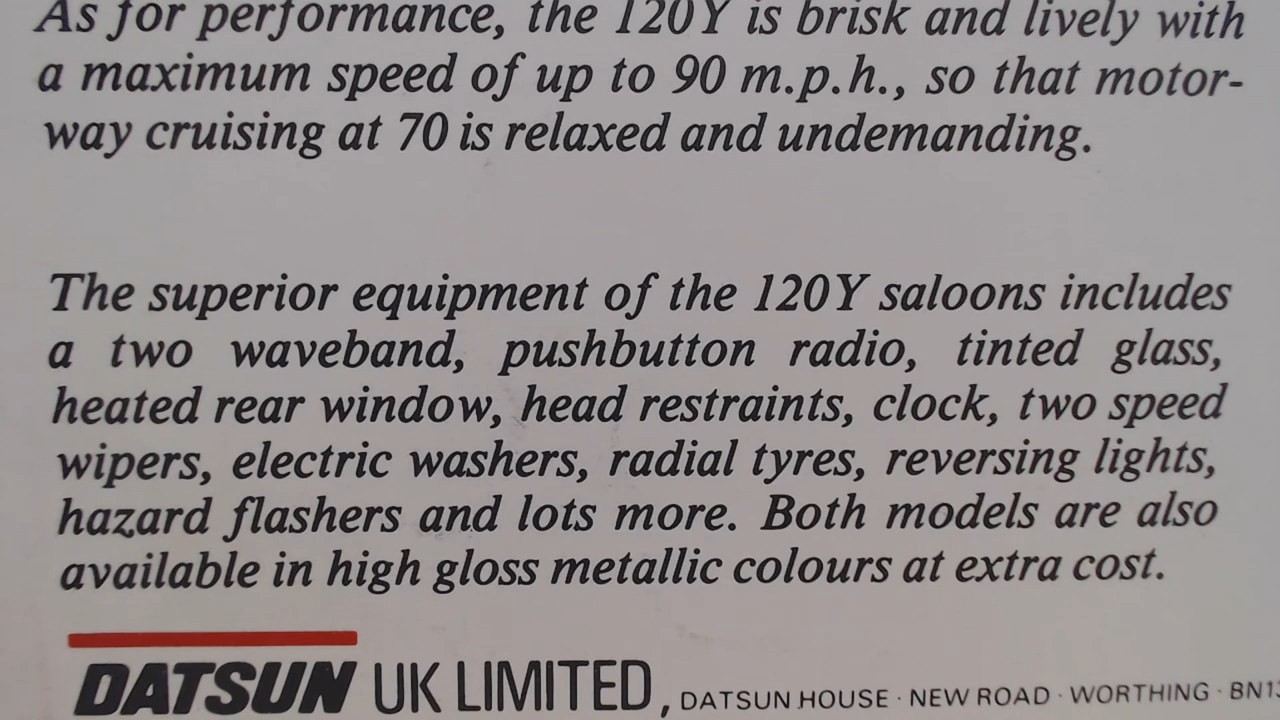 As for performance, the 120Y is brisk and lively with
a maximum speed of up to 90 m.p.h., so that motor-
way cruising at 70 is relaxed and undemanding.
The superior equipment of the 120Y saloons includes
a two waveband, pushbutton radio, tinted glass,
heated rear window, head restraints, clock, two speed
wipers, electric washers, radial tyres, reversing lights,
hazard flashers and lots more. Both models are also
available in high gloss metallic colours at extra cost.
DATSUN UK LIMITED, DATSUN HOUSE · NEW ROAD · WORTHING · BN13